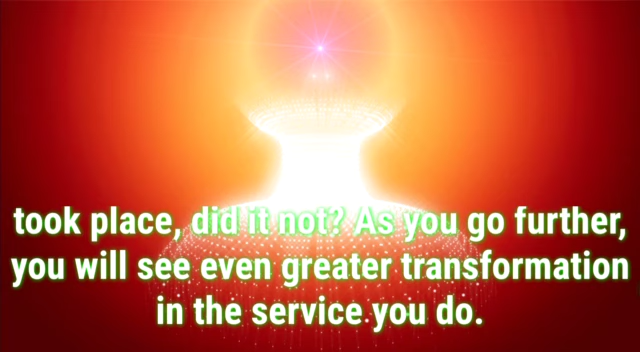 took place, did it not? As you go further,
you will see even greater transformation
in the service you do.